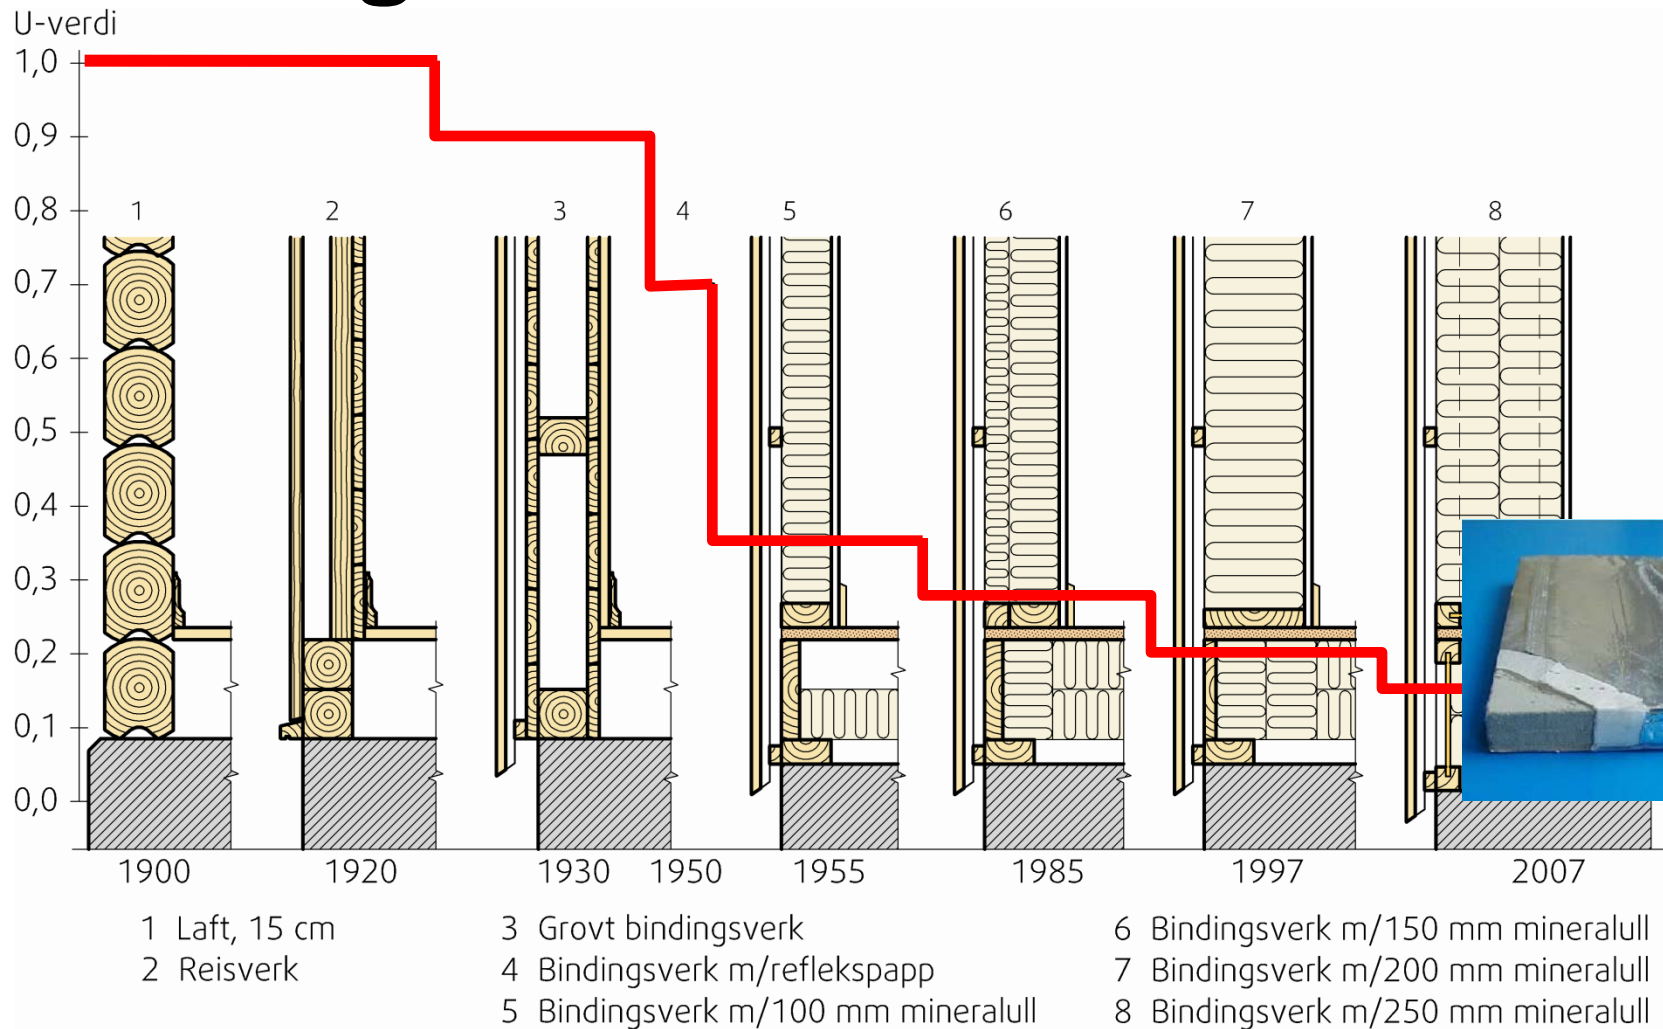 U-verdi
1,0
0,9
0,8
0,7
0,6
0,5
0,4
0,3
0,2
0,1
0,0
1 2 3 4 5 6 7 8
1900 1920 1930 1950 1955 1985 1997 2007
1 Laft, 15 cm
2 Reisverk
3 Grovt bindingsverk
4 Bindingsverk m/reflekspapp
5 Bindingsverk m/100 mm mineralull
6 Bindingsverk m/150 mm mineralull
7 Bindingsverk m/200 mm mineralull
8 Bindingsverk m/250 mm mineralull